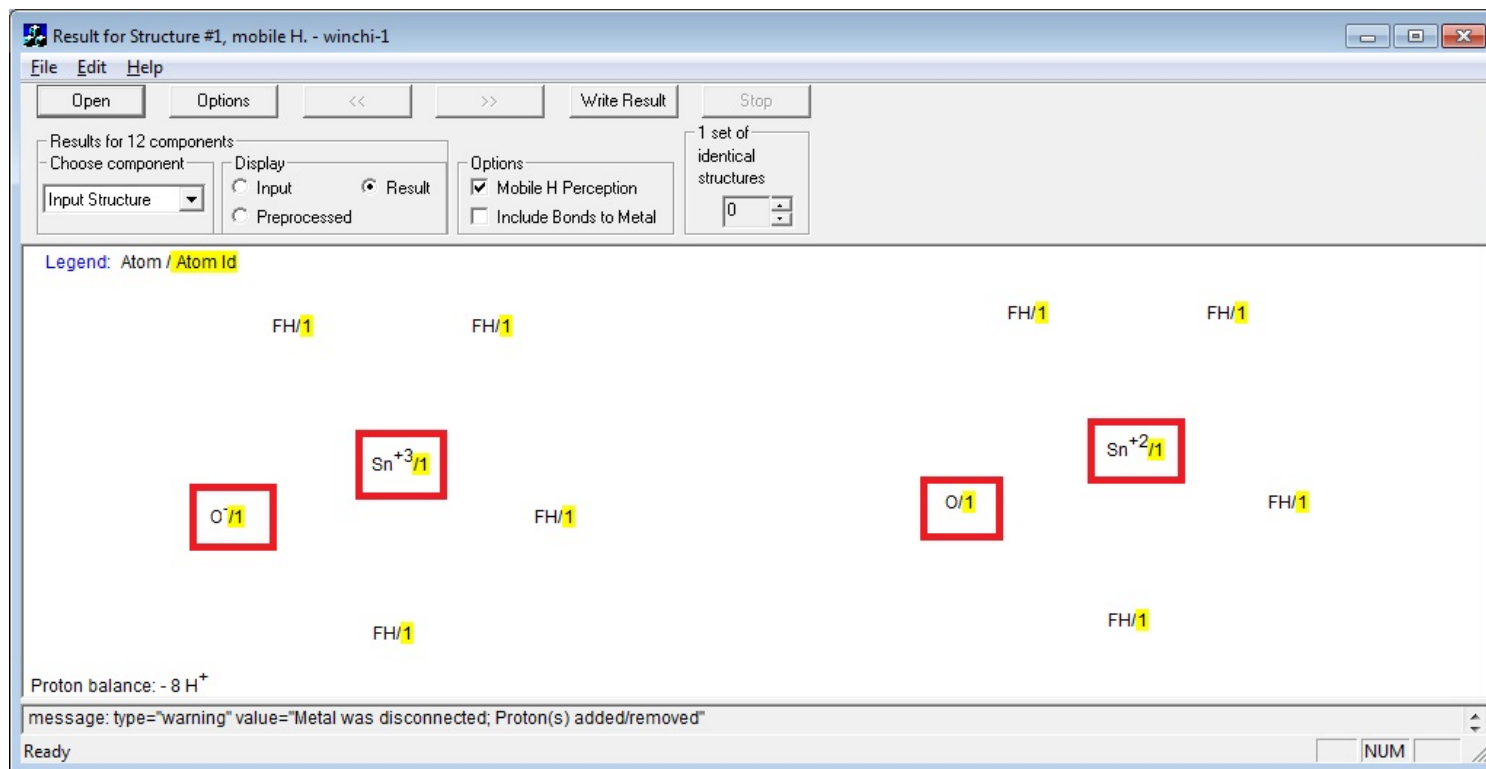 Result for Structure #1, mobile H. - winchi-1
File Edit Help
Open Options << >> Write Result Stop
Results for 12 components
Choose component
Input Structure
Display
Input Result
Preprocessed
Options
Mobile H Perception
Include Bonds to Metal
1 set of
identical
structures
0
Legend: Atom / Atom Id
FH/1 FH/1 FH/1 FH/1
Sn+3/1 Sn+2/1
O-/1 FH/1 O/1 FH/1
FH/1 FH/1
Proton balance: - 8 H+
message: type="warning" value="Metal was disconnected; Proton(s) added/removed"
Ready NUM